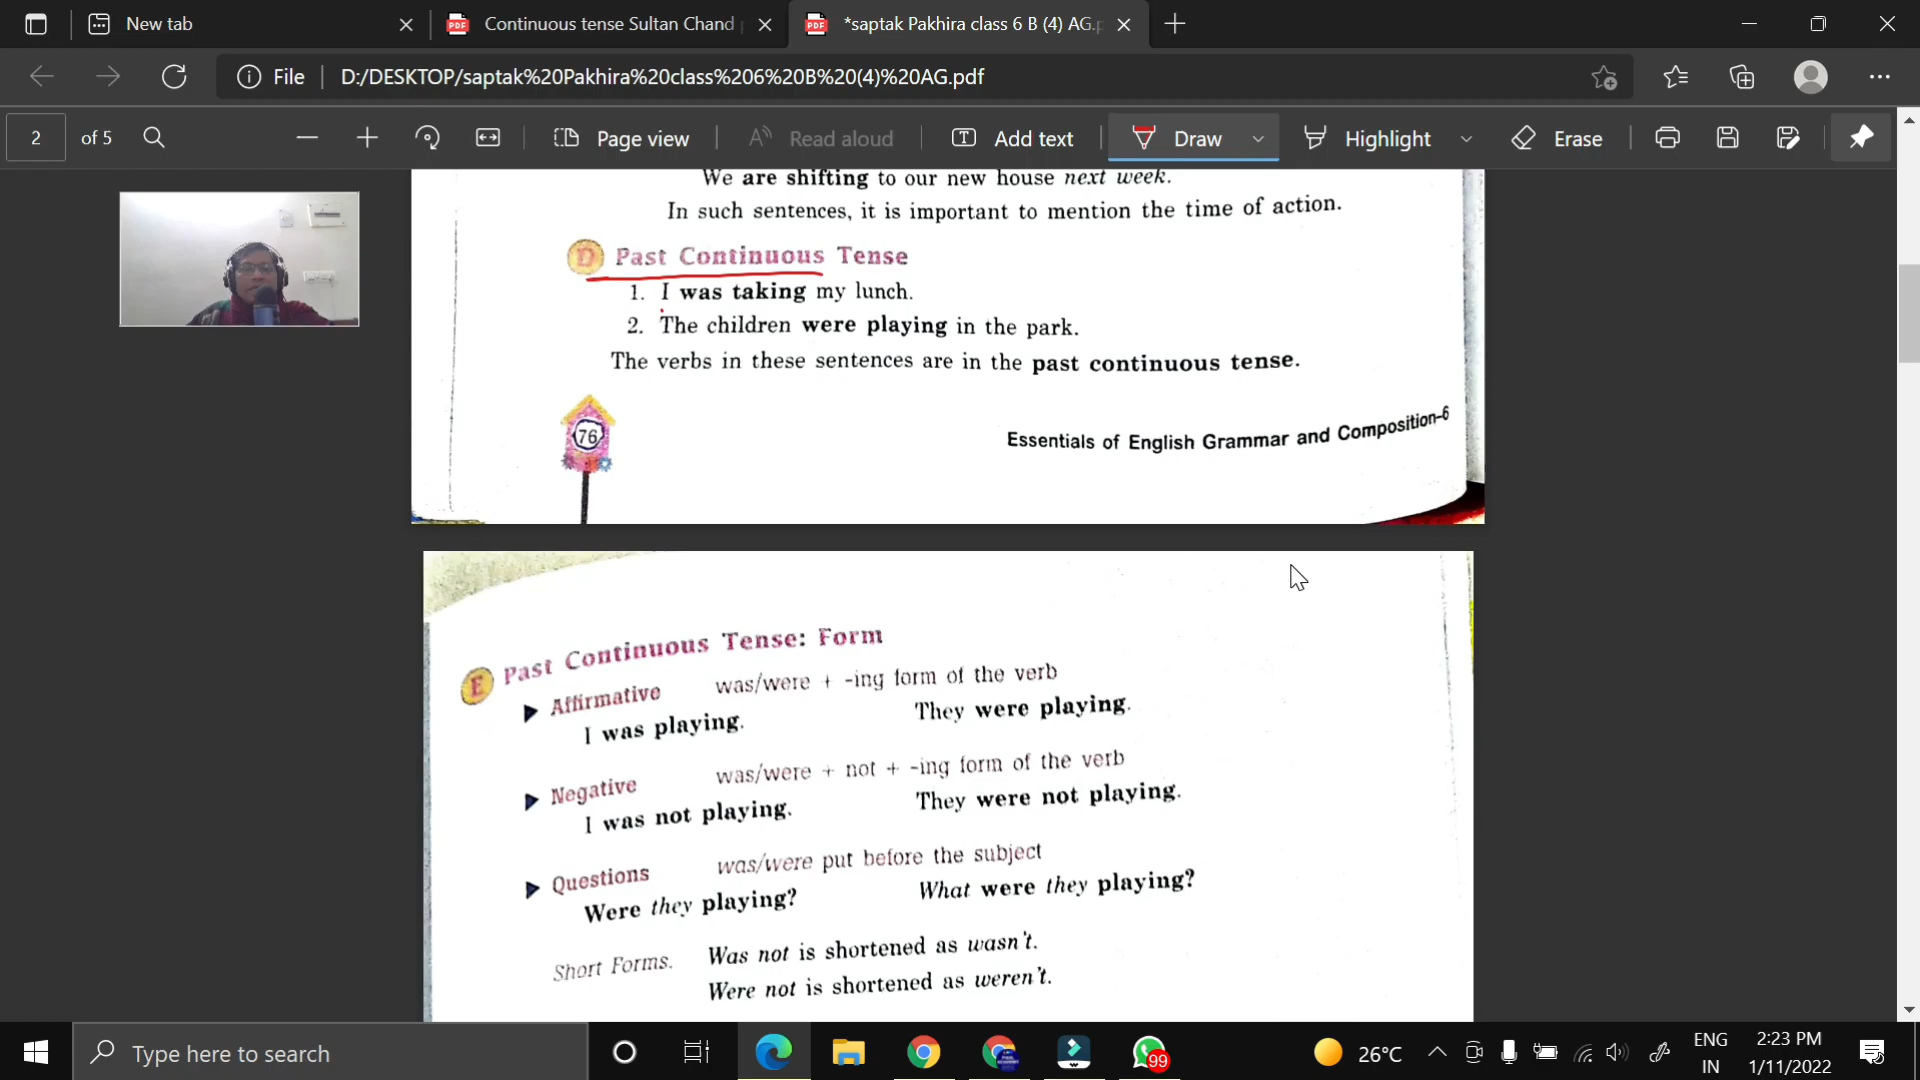 New tab
Continuous tense Sultan Chand
*saptak Pakhira class 6 B (4) AG.p
File
D:/DESKTOP/saptak%20Pakhira%20class%206%20B%20(4)%20AG.pdf
2 of 5
Page view
Read aloud
Add text
Draw
Highlight
Erase
We are shifting to our new house next week.
In such sentences, it is important to mention the time of action.
D Past Continuous Tense
1. I was taking my lunch.
2. The children were playing in the park.
The verbs in these sentences are in the past continuous tense.
76
Essentials of English Grammar and Composition-6
E Past Continuous Tense: Form
Affirmative was/were + -ing form of the verb
I was playing. They were playing.
Negative was/were + not + -ing form of the verb
I was not playing. They were not playing.
Questions was/were put before the subject
Were they playing? What were they playing?
Short Forms. Was not is shortened as wasn't.
Were not is shortened as weren't.
Type here to search
99
26°C
ENG
IN
2:23 PM
1/11/2022